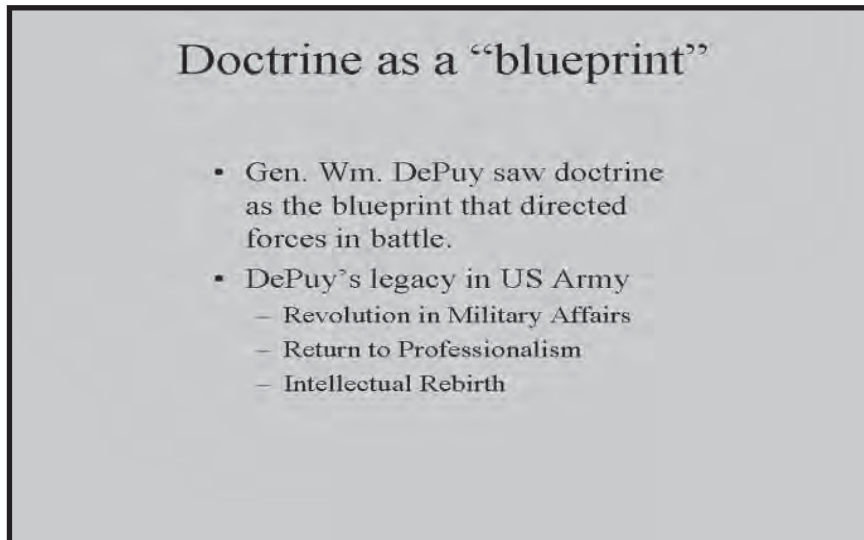 Doctrine as a “blueprint”
• Gen. Wm. DePuy saw doctrine
as the blueprint that directed
forces in battle.
• DePuy’s legacy in US Army
– Revolution in Military Affairs
– Return to Professionalism
– Intellectual Rebirth